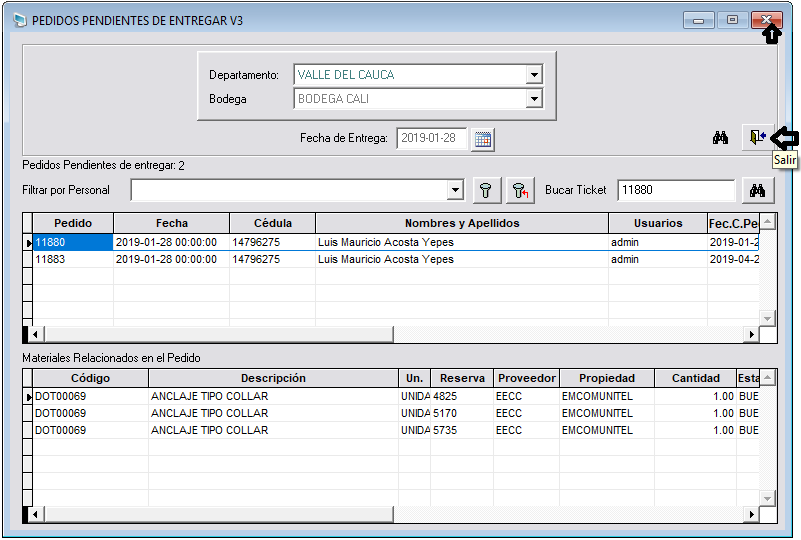 PEDIDOS PENDIENTES DE ENTREGAR V3
Departamento: VALLE DEL CAUCA
Bodega BODEGA CALI
Fecha de Entrega: 2019-01-28
Salir
Pedidos Pendientes de entregar: 2
Filtrar por Personal Bucar Ticket 11880
Pedido Fecha Cédula Nombres y Apellidos Usuarios Fec.C.Pe
11880 2019-01-28 00:00:00 14796275 Luis Mauricio Acosta Yepes admin 2019-01-2
11883 2019-01-28 00:00:00 14796275 Luis Mauricio Acosta Yepes admin 2019-04-2
Materiales Relacionados en el Pedido
Código Descripción Un. Reserva Proveedor Propiedad Cantidad Esta
DOT00069 ANCLAJE TIPO COLLAR UNIDA 4825 EECC EMCOMUNITEL 1.00 BUE
DOT00069 ANCLAJE TIPO COLLAR UNIDA 5170 EECC EMCOMUNITEL 1.00 BUE
DOT00069 ANCLAJE TIPO COLLAR UNIDA 5735 EECC EMCOMUNITEL 1.00 BUE